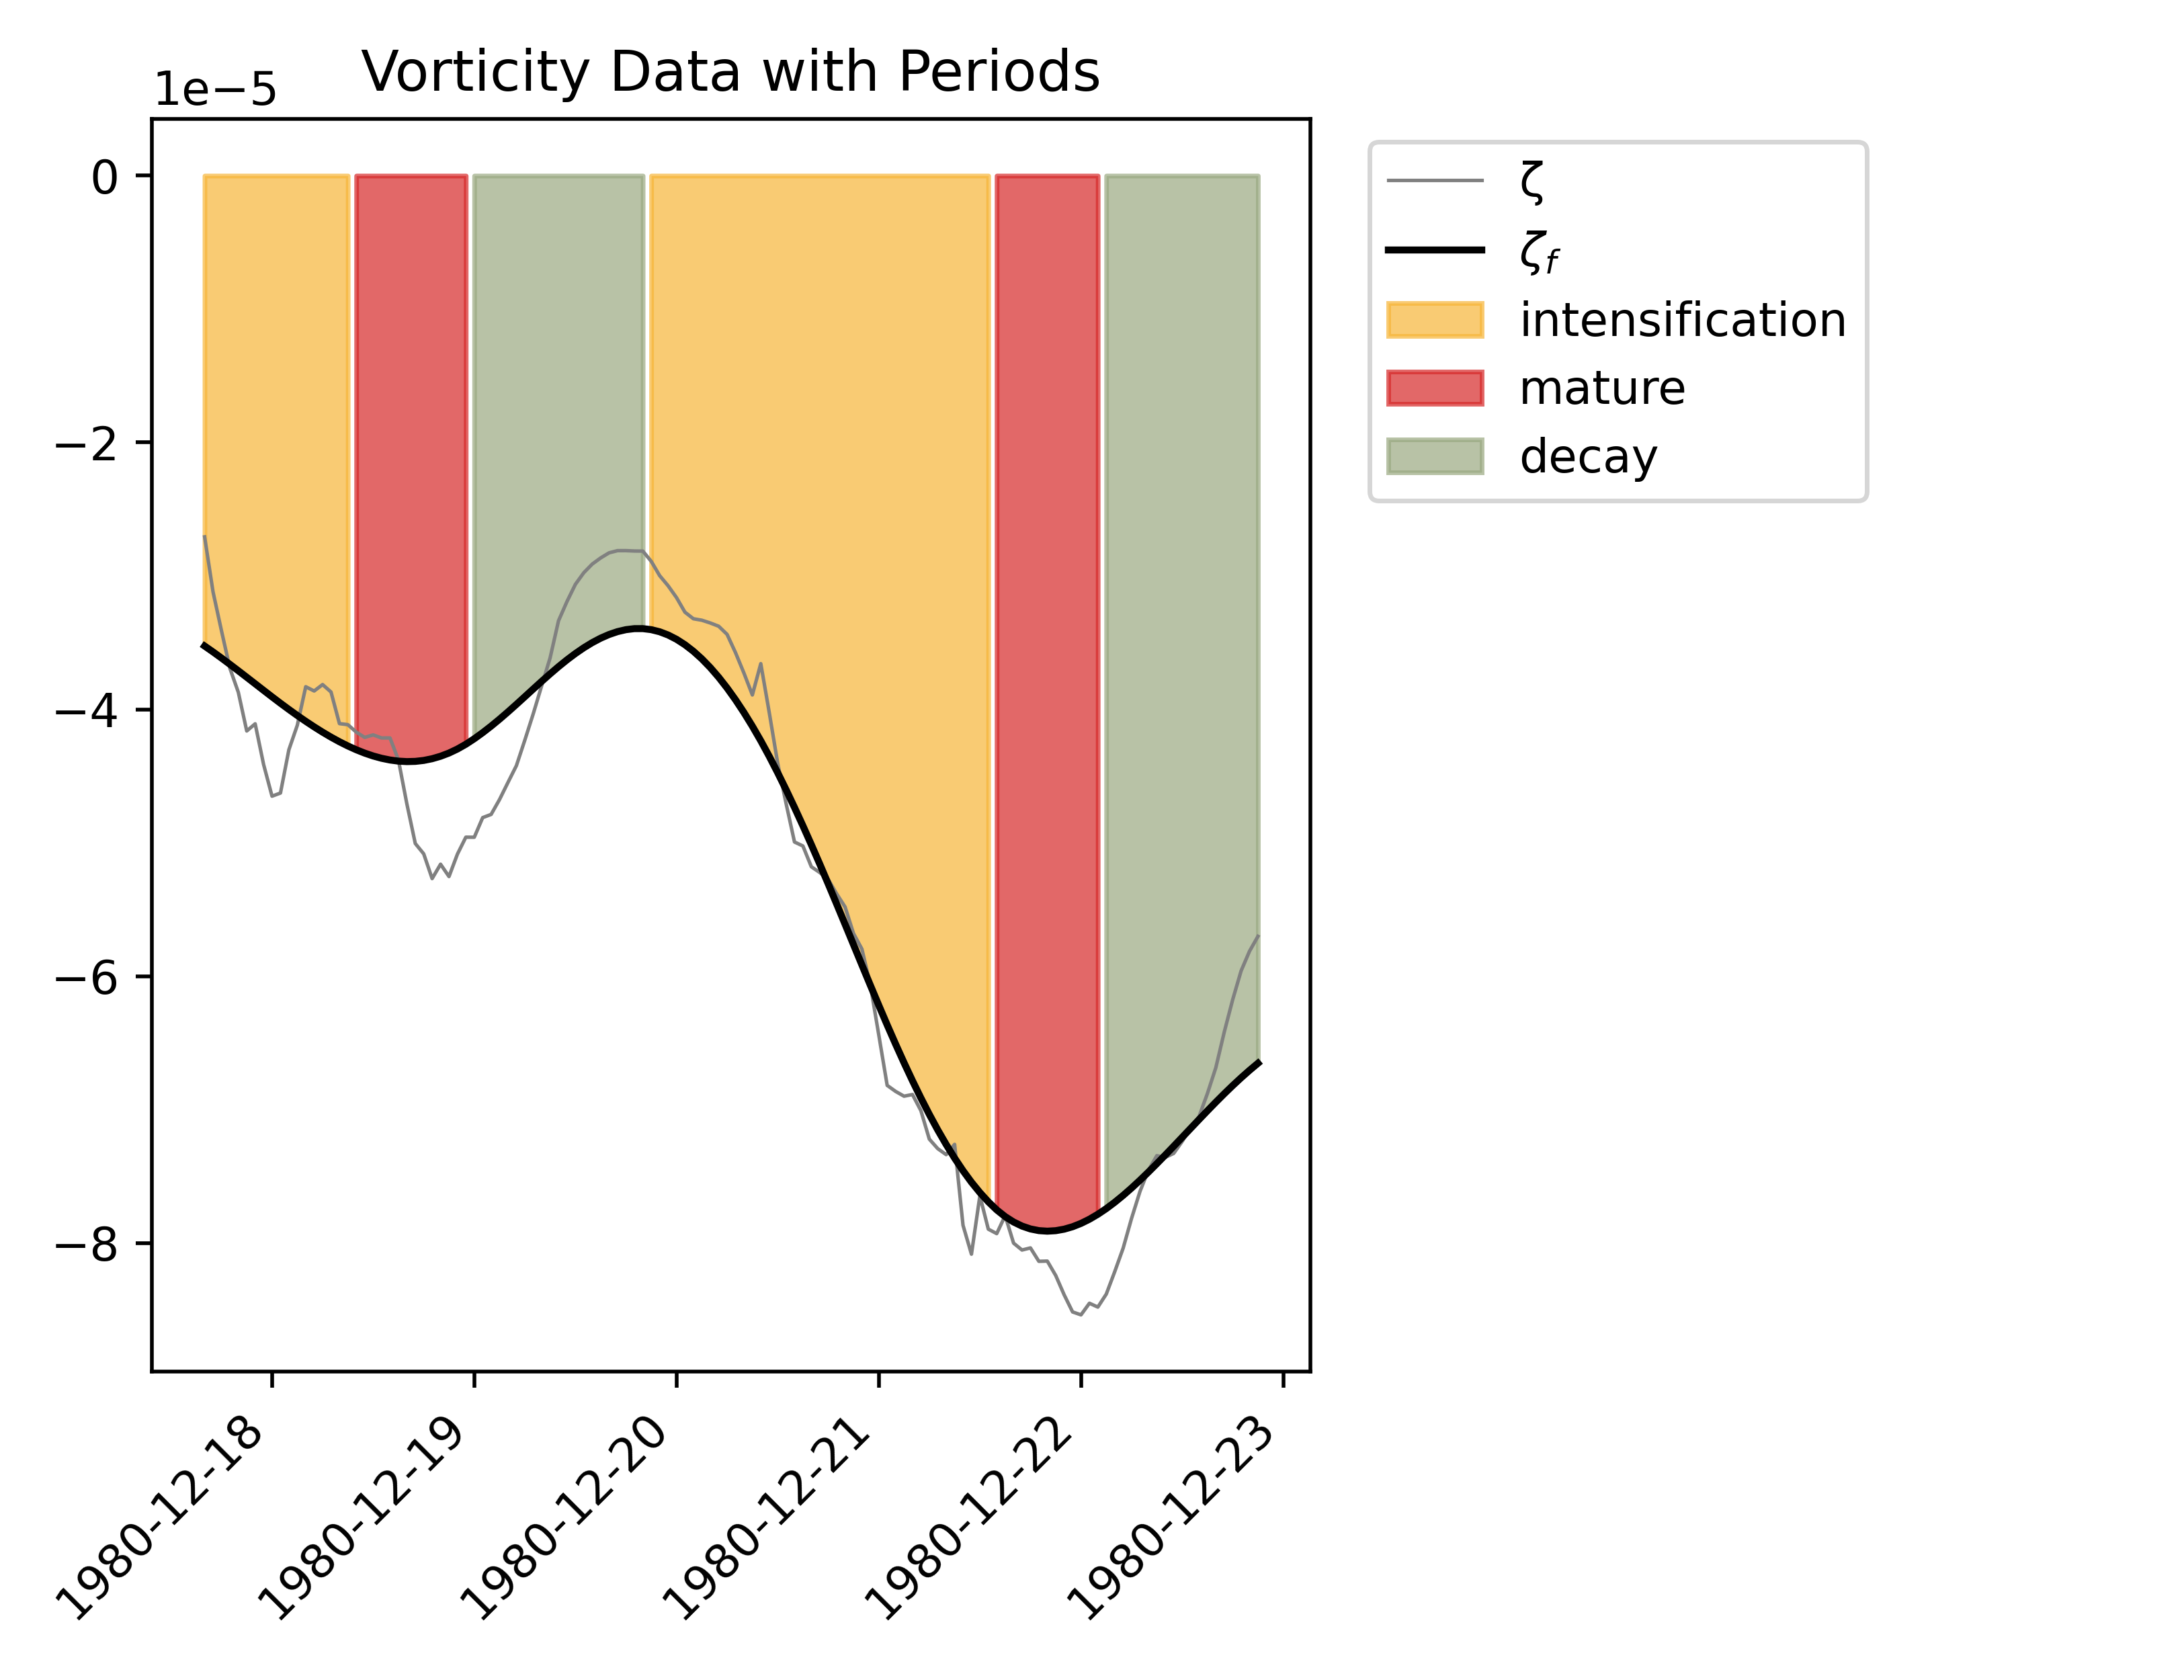 Vorticity Data with Periods
1e−5
0
−2
−4
−6
−8
1980-12-18
1980-12-19
1980-12-20
1980-12-21
1980-12-22
1980-12-23
ζ
ζf
intensification
mature
decay